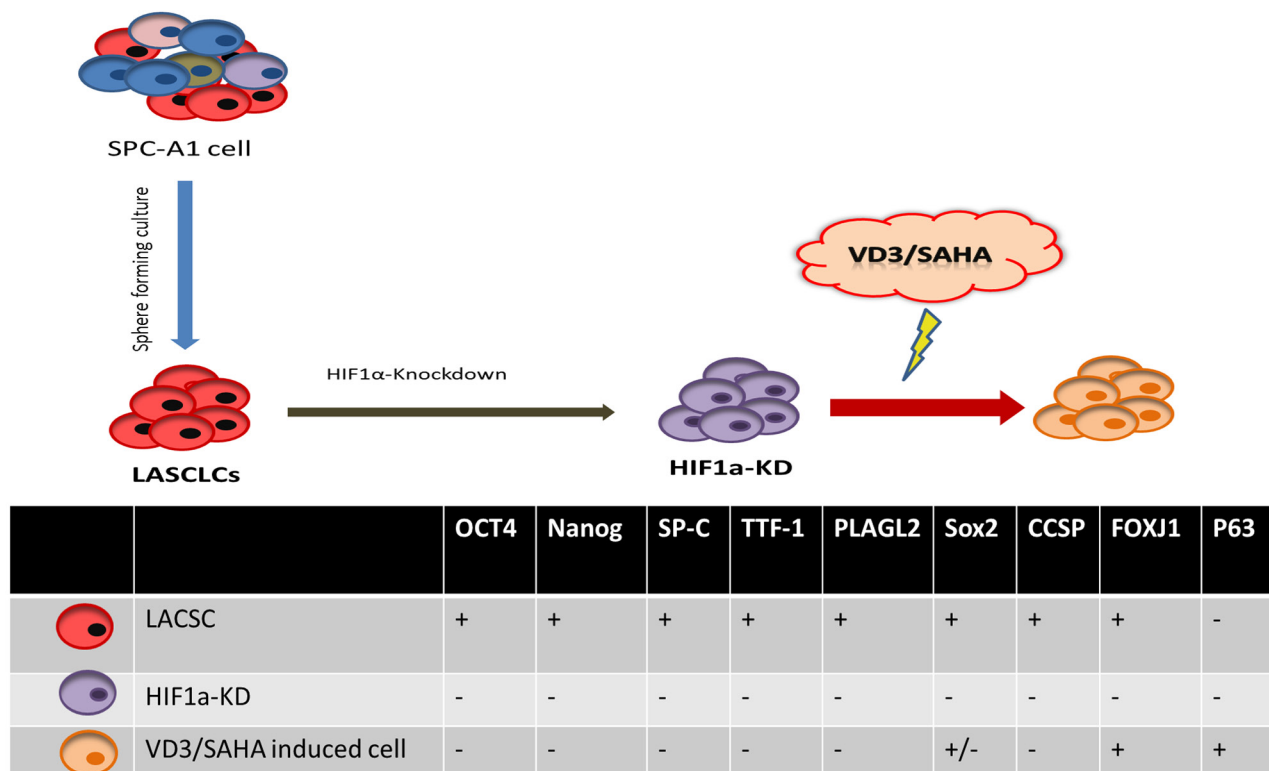 SPC-A1 cell
Sphere forming culture
VD3/SAHA
HIF1α-Knockdown
LASCLCs
HIF1a-KD
OCT4 Nanog SP-C TTF-1 PLAGL2 Sox2 CCSP FOXJ1 P63
LACSC + + + + + + + + -
HIF1a-KD - - - - - - - - -
VD3/SAHA induced cell - - - - - +/- - + +